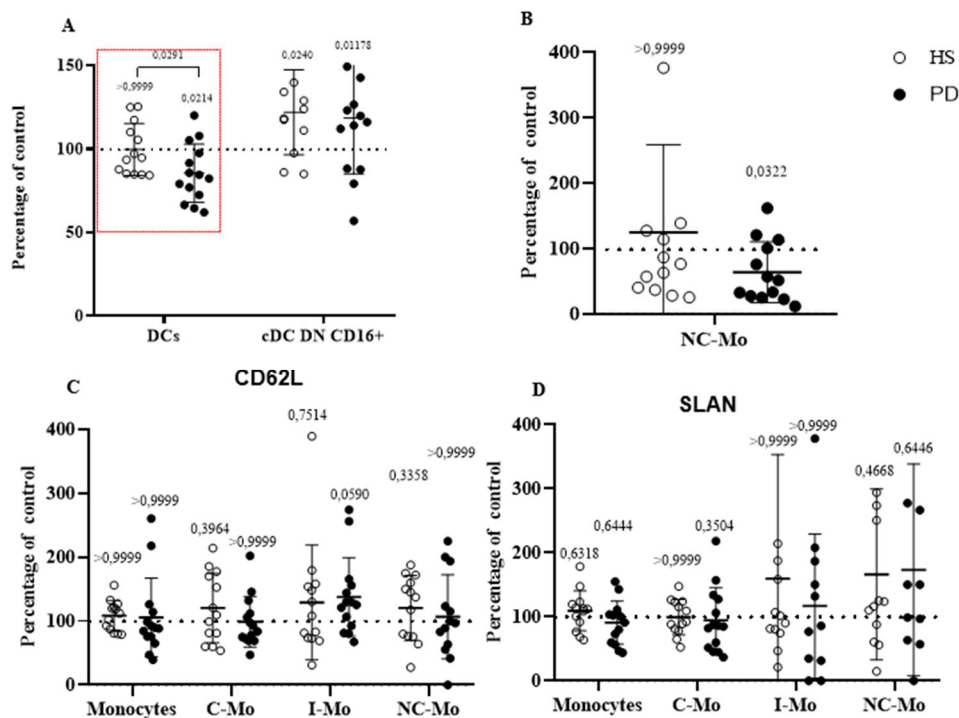 A
0,0291
>0,9999
0,0214
0,0240
0,01178
150
100
50
0
Percentage of control
DCs
cDC DN CD16+
B
>0,9999
0,0322
HS
PD
400
300
200
100
0
Percentage of control
NC-Mo
C
CD62L
0,7514
>0,9999
0,3358
0,0590
>0,9999
0,3964
>0,9999
>0,9999
400
300
200
100
0
Percentage of control
Monocytes
C-Mo
I-Mo
NC-Mo
D
SLAN
>0,9999
>0,9999
0,4668
0,6446
0,6444
0,3504
0,6318
>0,9999
400
300
200
100
0
Percentage of control
Monocytes
C-Mo
I-Mo
NC-Mo